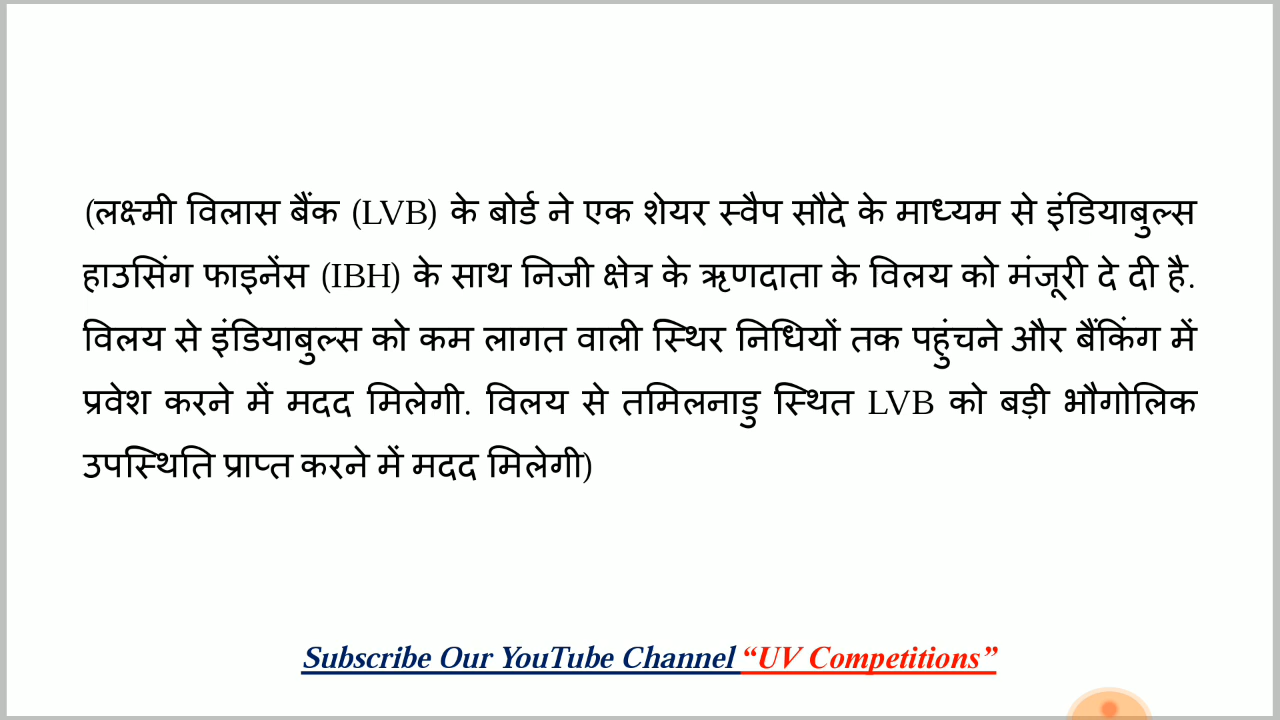 (लक्ष्मी विलास बैंक (LVB) के बोर्ड ने एक शेयर स्वैप सौदे के माध्यम से इंडियाबुल्स
हाउसिंग फाइनेंस (IBH) के साथ निजी क्षेत्र के ऋणदाता के विलय को मंजूरी दे दी है.
विलय से इंडियाबुल्स को कम लागत वाली स्थिर निधियों तक पहुंचने और बैंकिंग में
प्रवेश करने में मदद मिलेगी. विलय से तमिलनाडु स्थित LVB को बड़ी भौगोलिक
उपस्थिति प्राप्त करने में मदद मिलेगी)
Subscribe Our YouTube Channel “UV Competitions”